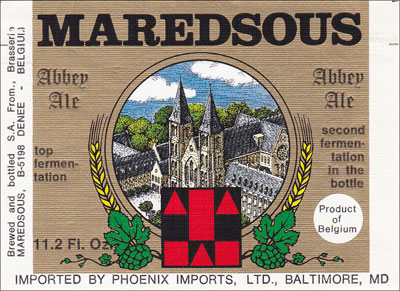 MAREDSOUS
Abbey
Ale
Abbey
Ale
top
fermen-
tation
second
fermen-
tation
in the
bottle
Product
of
Belgium
11.2 Fl. Oz.
Brewed and bottled S.A. From., Brasseri
MAREDSOUS, B-5198 DENEE - BELGIUM
IMPORTED BY PHOENIX IMPORTS, LTD., BALTIMORE, MD